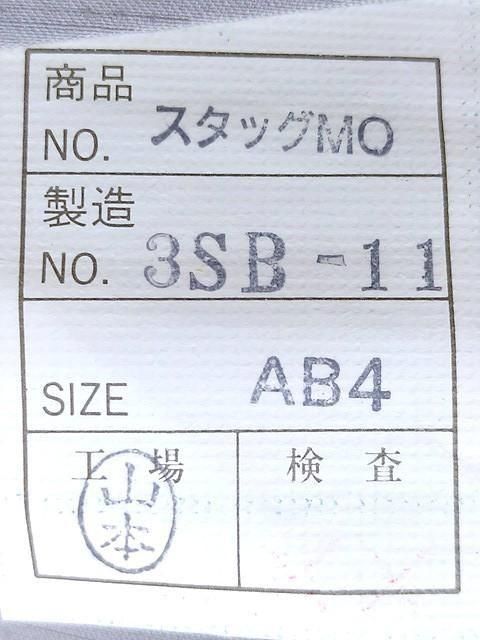 商品
NO. スタッグMO
製造
NO. 3SB-11
SIZE AB4
工場 検査
山本